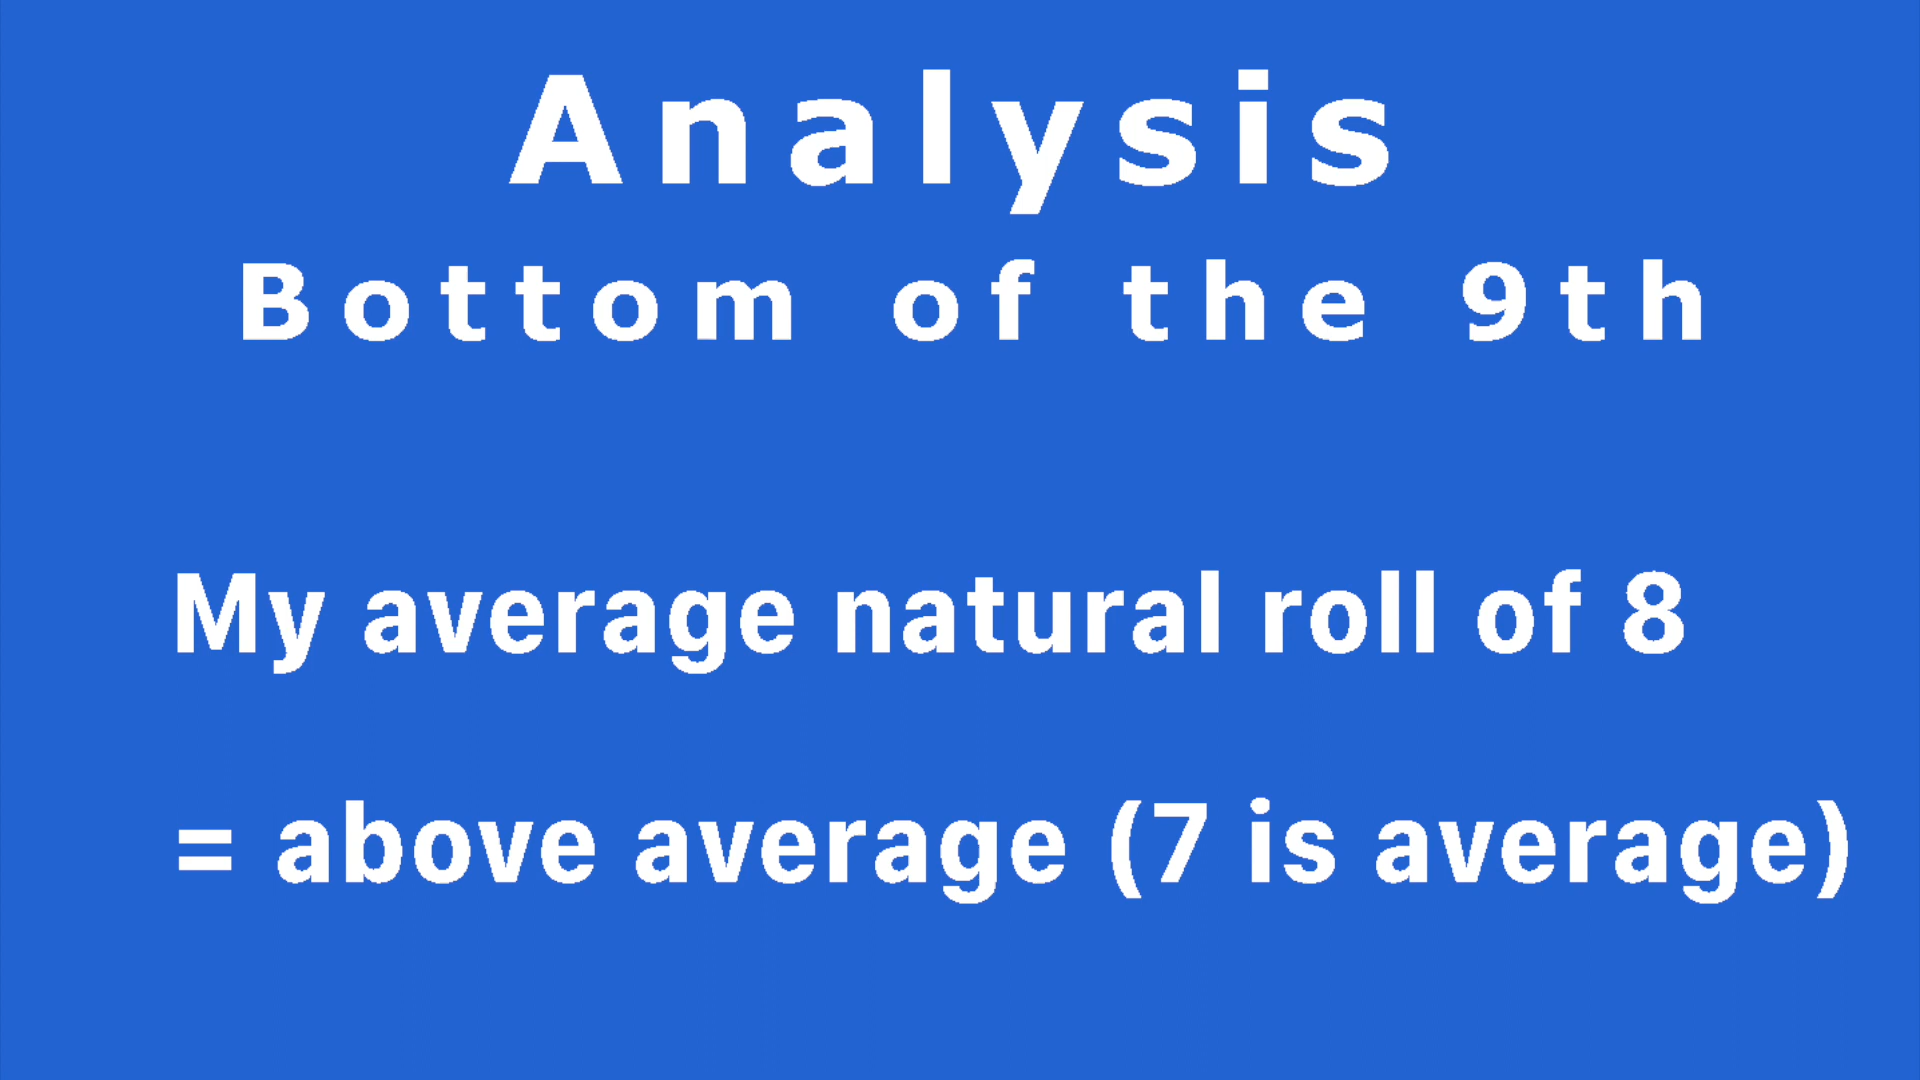 Analysis
Bottom of the 9th
My average natural roll of 8
= above average (7 is average)